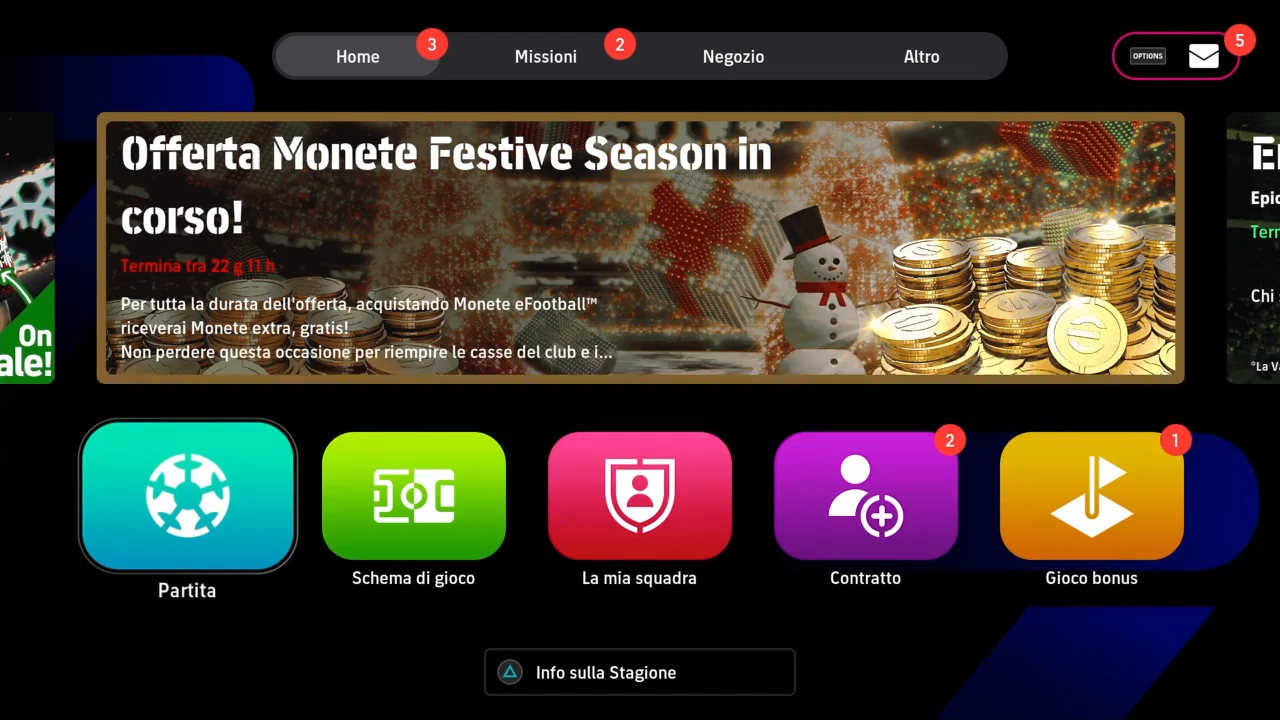 Home
3
Missioni
2
Negozio
Altro
OPTIONS
5
Offerta Monete Festive Season in
corso!
Termina tra 22 g 11 h
Per tutta la durata dell'offerta, acquistando Monete eFootball™
riceverai Monete extra, gratis!
Non perdere questa occasione per riempire le casse del club e i...
On
ale!
E
Epic
Terr
Chi
*La Va
Partita
Schema di gioco
La mia squadra
2
Contratto
1
Gioco bonus
Info sulla Stagione